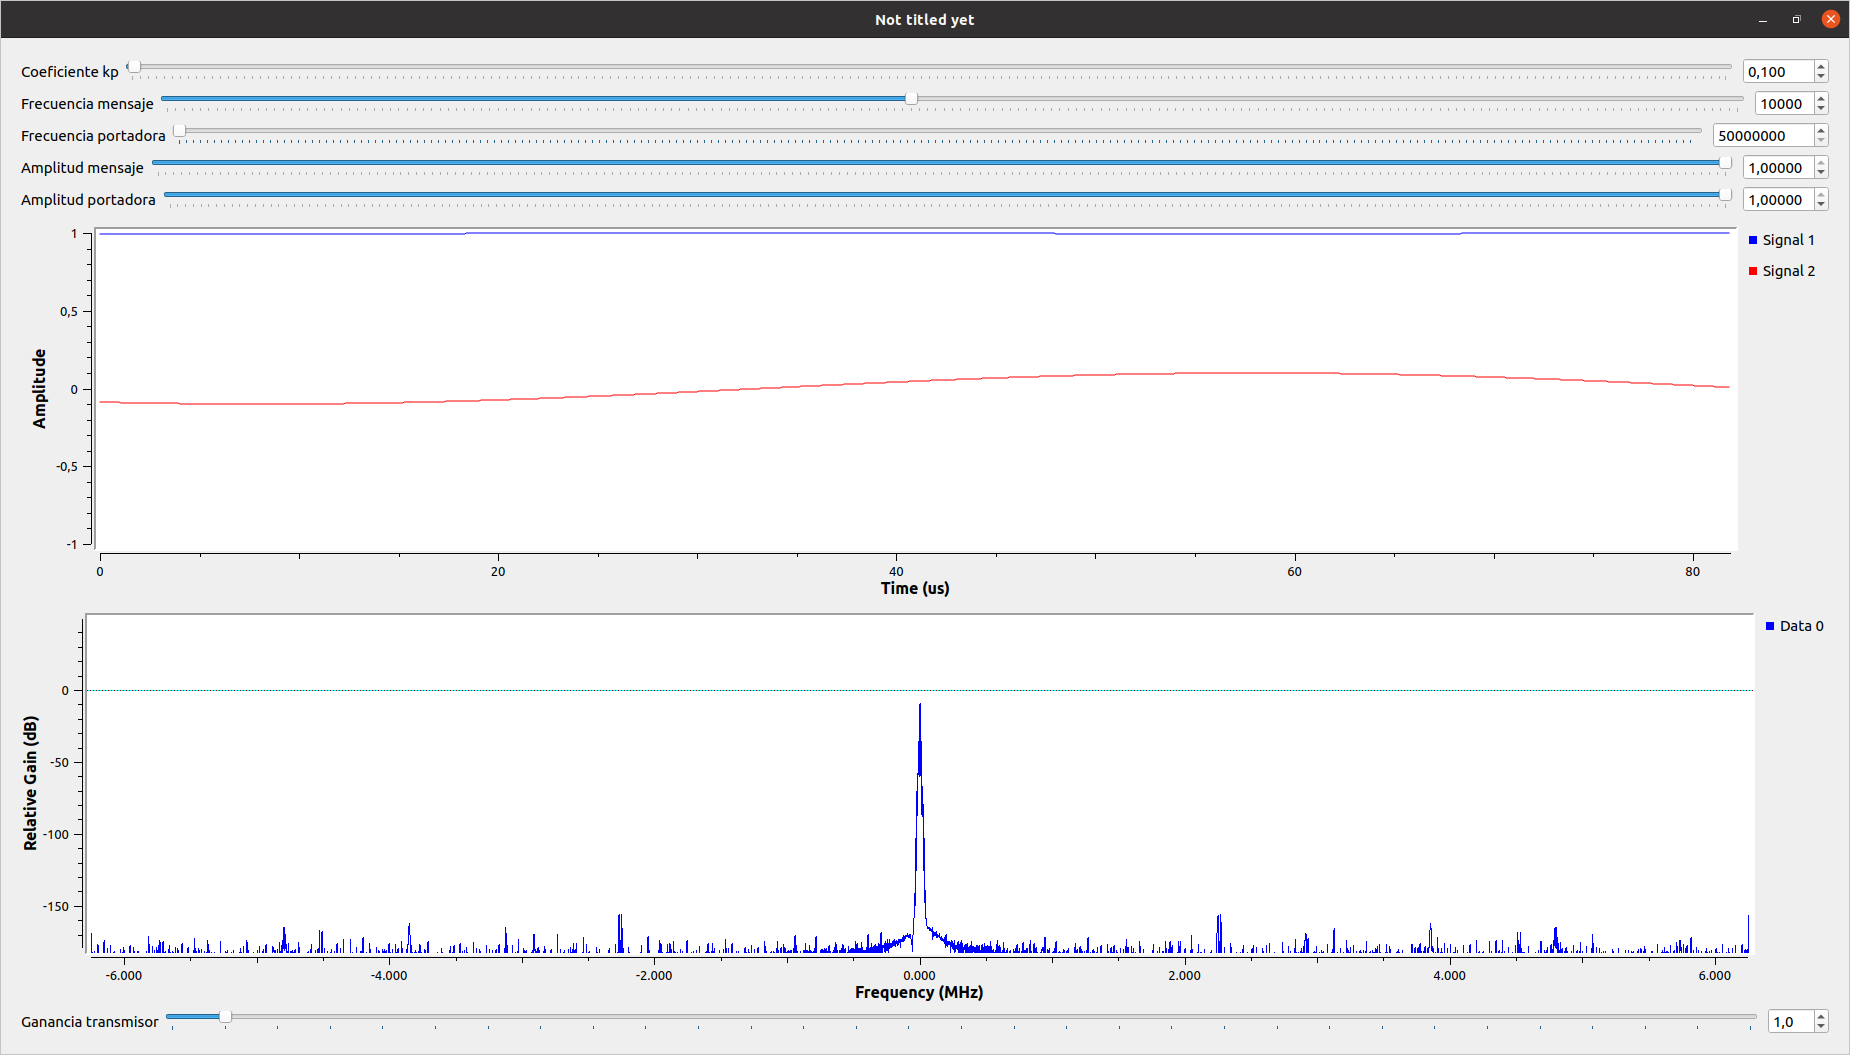 Not titled yet
Coeficiente kp 0,100
Frecuencia mensaje 10000
Frecuencia portadora 50000000
Amplitud mensaje 1,00000
Amplitud portadora 1,00000
Signal 1
Signal 2
Amplitude
1
0,5
0
-0,5
-1
0 20 40 60 80
Time (us)
Data 0
Relative Gain (dB)
0
-50
-100
-150
-6.000 -4.000 -2.000 0.000 2.000 4.000 6.000
Frequency (MHz)
Ganancia transmisor 1,0